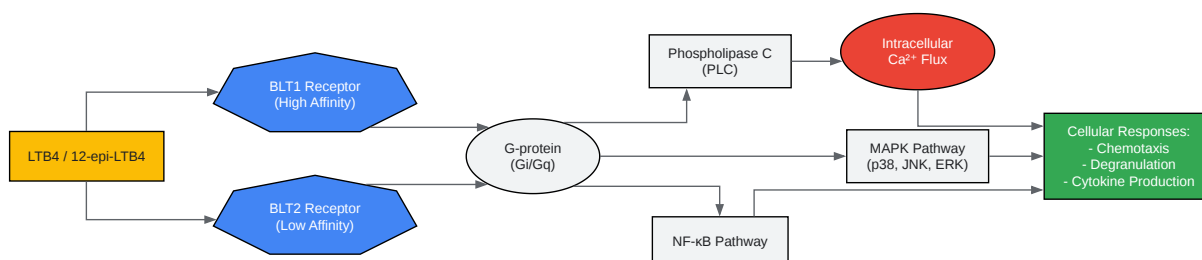 LTB4 / 12-epi-LTB4
BLT1 Receptor
(High Affinity)
BLT2 Receptor
(Low Affinity)
G-protein
(Gi/Gq)
Phospholipase C
(PLC)
Intracellular
Ca²⁺ Flux
MAPK Pathway
(p38, JNK, ERK)
NF-κB Pathway
Cellular Responses:
- Chemotaxis
- Degranulation
- Cytokine Production